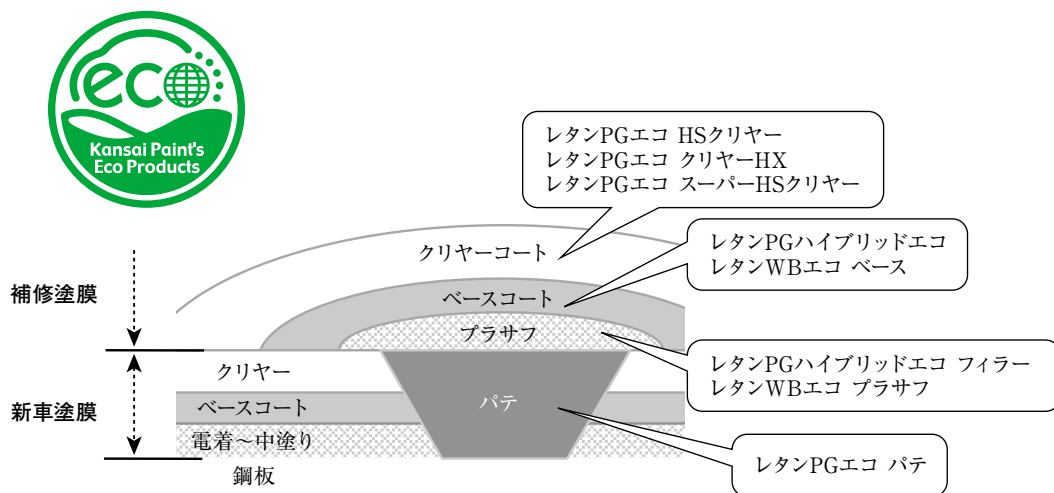 eco
Kansai Paint's
Eco Products
レタンPGエコ HSクリヤー
レタンPGエコ クリヤーHX
レタンPGエコ スーパーHSクリヤー
クリヤーコート
レタンPGハイブリッドエコ
レタンWBエコ ベース
補修塗膜
ベースコート
プラサフ
レタンPGハイブリッドエコ フィラー
レタンWBエコ プラサフ
クリヤー
新車塗膜
ベースコート
パテ
電着～中塗り
レタンPGエコ パテ
鋼板